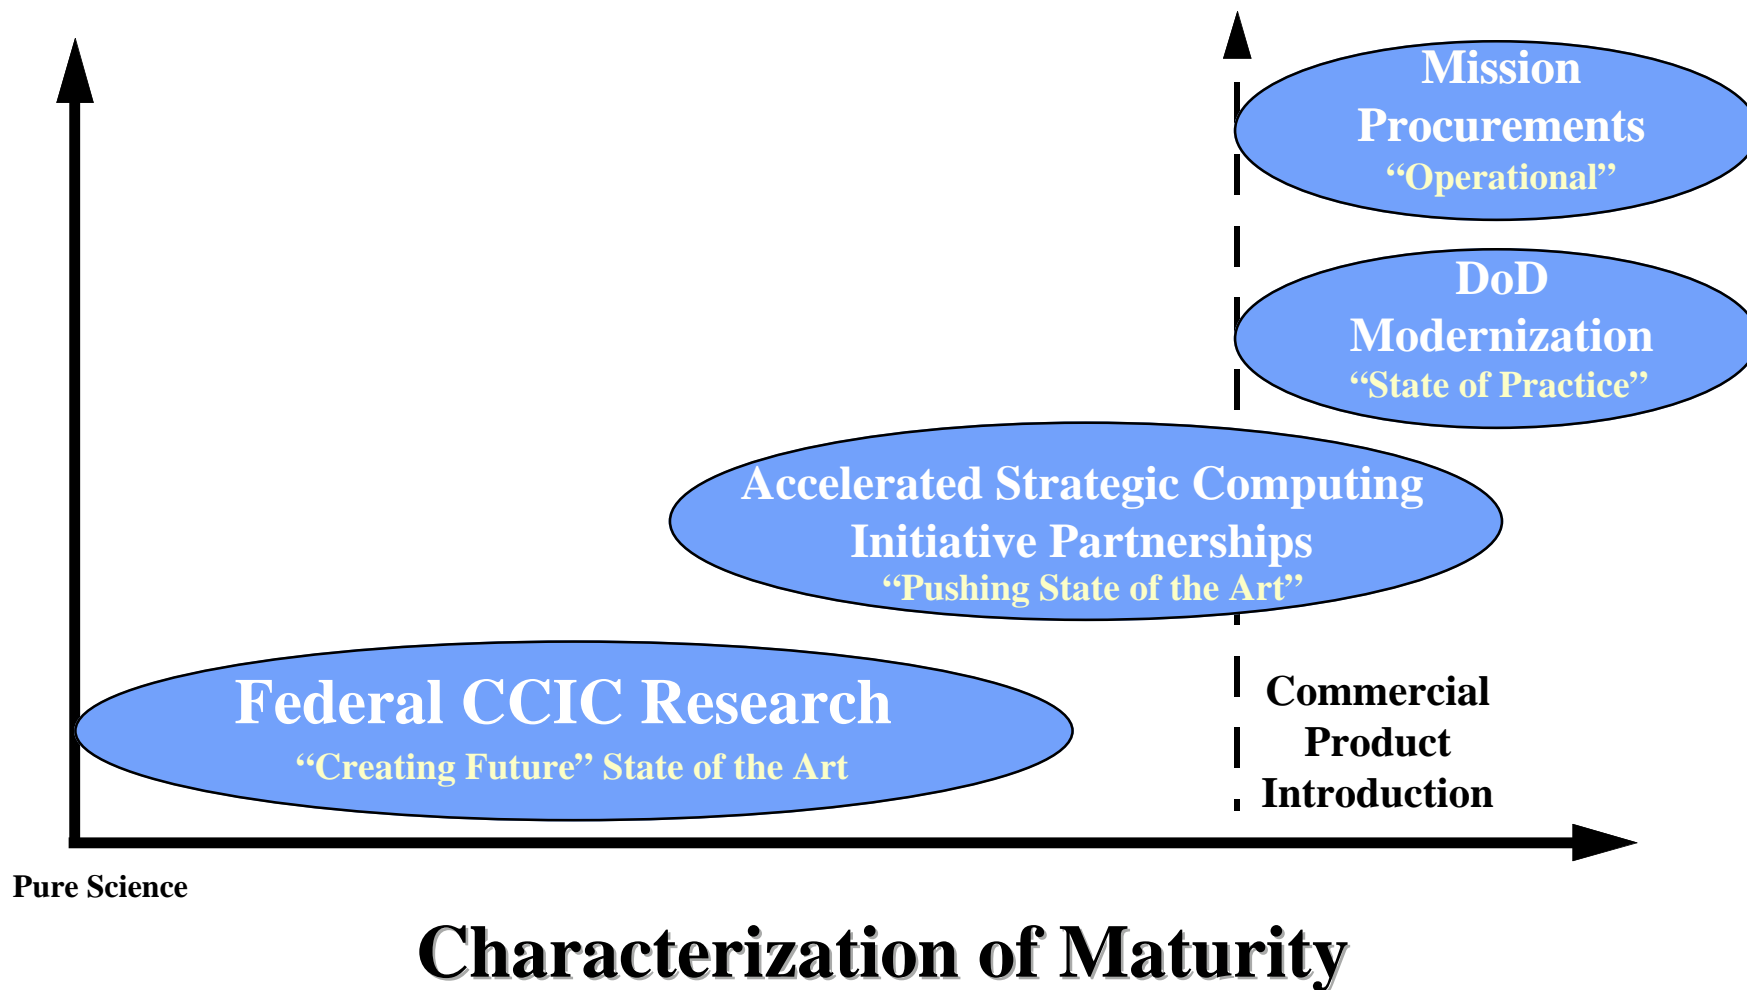 Mission
Procurements
“Operational”
DoD
Modernization
“State of Practice”
Accelerated Strategic Computing
Initiative Partnerships
“Pushing State of the Art”
Federal CCIC Research
“Creating Future” State of the Art
Commercial
Product
Introduction
Pure Science
Characterization of Maturity